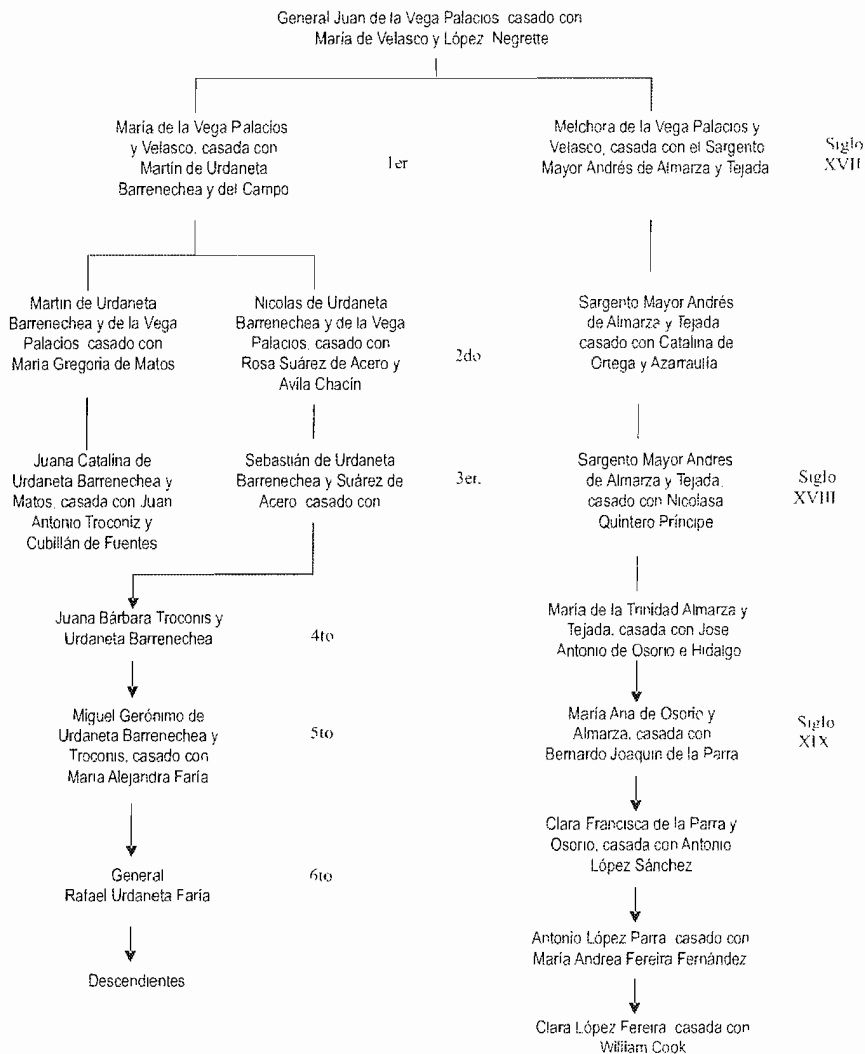 General Juan de la Vega Palacios casado con
María de Velasco y López Negrette
María de la Vega Palacios
y Velasco, casada con
Martín de Urdaneta
Barrenechea y del Campo
1er
Melchora de la Vega Palacios y
Velasco, casada con el Sargento
Mayor Andrés de Almarza y Tejada
Siglo
XVII
Martín de Urdaneta
Barrenechea y de la Vega
Palacios casado con
María Gregoria de Matos
Nicolas de Urdaneta
Barrenechea y de la Vega
Palacios, casado con
Rosa Suárez de Acero y
Avila Chacín
2do
Sargento Mayor Andrés
de Almarza y Tejada
casado con Catalina de
Ortega y Azarraulía
Juana Catalina de
Urdaneta Barrenechea y
Matos, casada con Juan
Antonio Troconiz y
Cubillán de Fuentes
Sebastián de Urdaneta
Barrenechea y Suárez de
Acero casado con
3er.
Sargento Mayor Andres
de Almarza y Tejada,
casado con Nicolasa
Quintero Príncipe
Siglo
XVIII
Juana Bárbara Troconis y
Urdaneta Barrenechea
4to
María de la Trinidad Almarza y
Tejada, casada con Jose
Antonio de Osorio e Hidalgo
Miguel Gerónimo de
Urdaneta Barrenechea y
Troconis, casado con
Maria Alejandra Faría
5to
María Ana de Osorio y
Almarza, casada con
Bernardo Joaquin de la Parra
Siglo
XIX
Clara Francisca de la Parra y
Osorio, casada con Antonio
López Sánchez
General
Rafael Urdaneta Faría
6to
Antonio López Parra casado con
María Andrea Fereira Fernández
Descendientes
Clara López Fereira casada con
William Cook